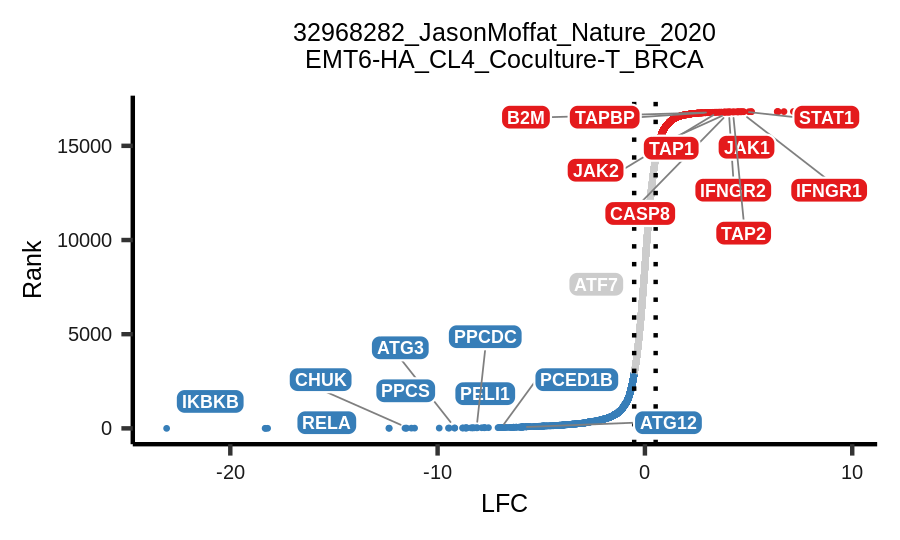 32968282_JasonMoffat_Nature_2020
EMT6-HA_CL4_Coculture-T_BRCA
B2M TAPBP STAT1
15000
TAP1 JAK1
JAK2
IFNGR2 IFNGR1
CASP8
TAP2
10000
Rank
ATF7
5000
PPCDC
ATG3
CHUK PCED1B
PPCS PELI1
IKBKB
RELA ATG12
0
-20 -10 0 10
LFC